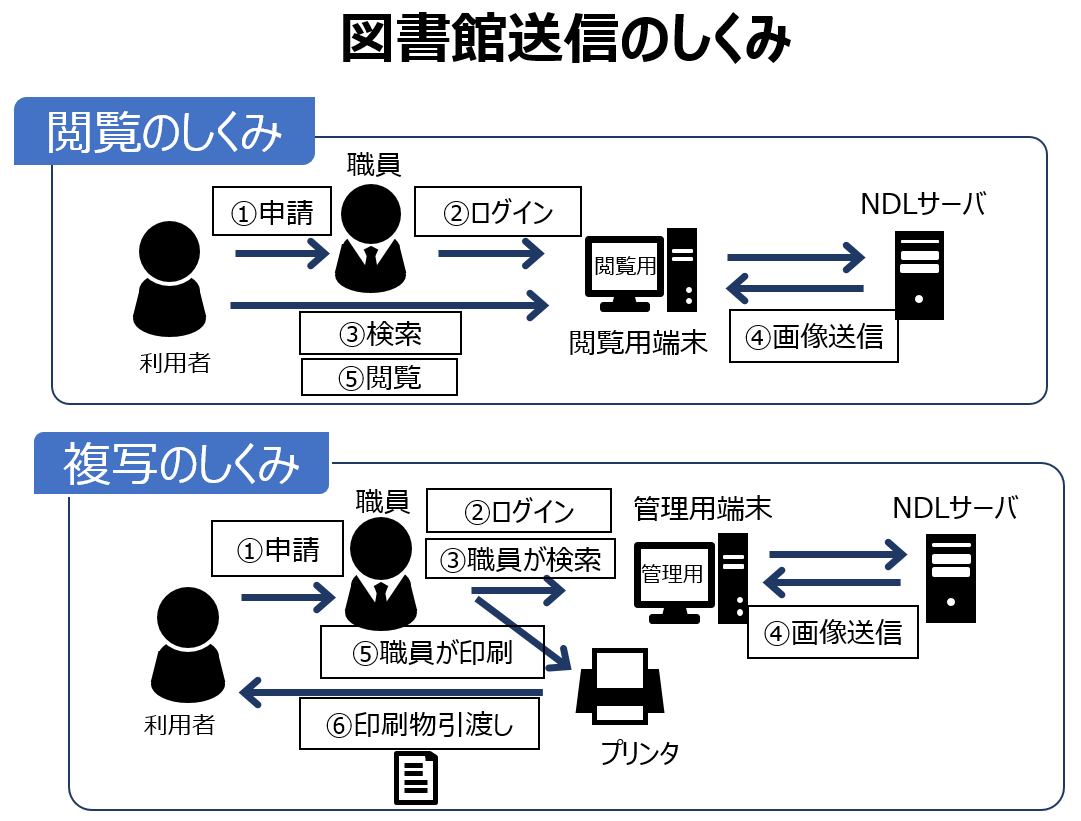 図書館送信のしくみ
閲覧のしくみ
職員
①申請
②ログイン
NDLサーバ
閲覧用
③検索
④画像送信
閲覧用端末
利用者
⑤閲覧
複写のしくみ
職員
②ログイン
管理用端末
NDLサーバ
①申請
③職員が検索
管理用
④画像送信
⑤職員が印刷
利用者
⑥印刷物引渡し
プリンタ